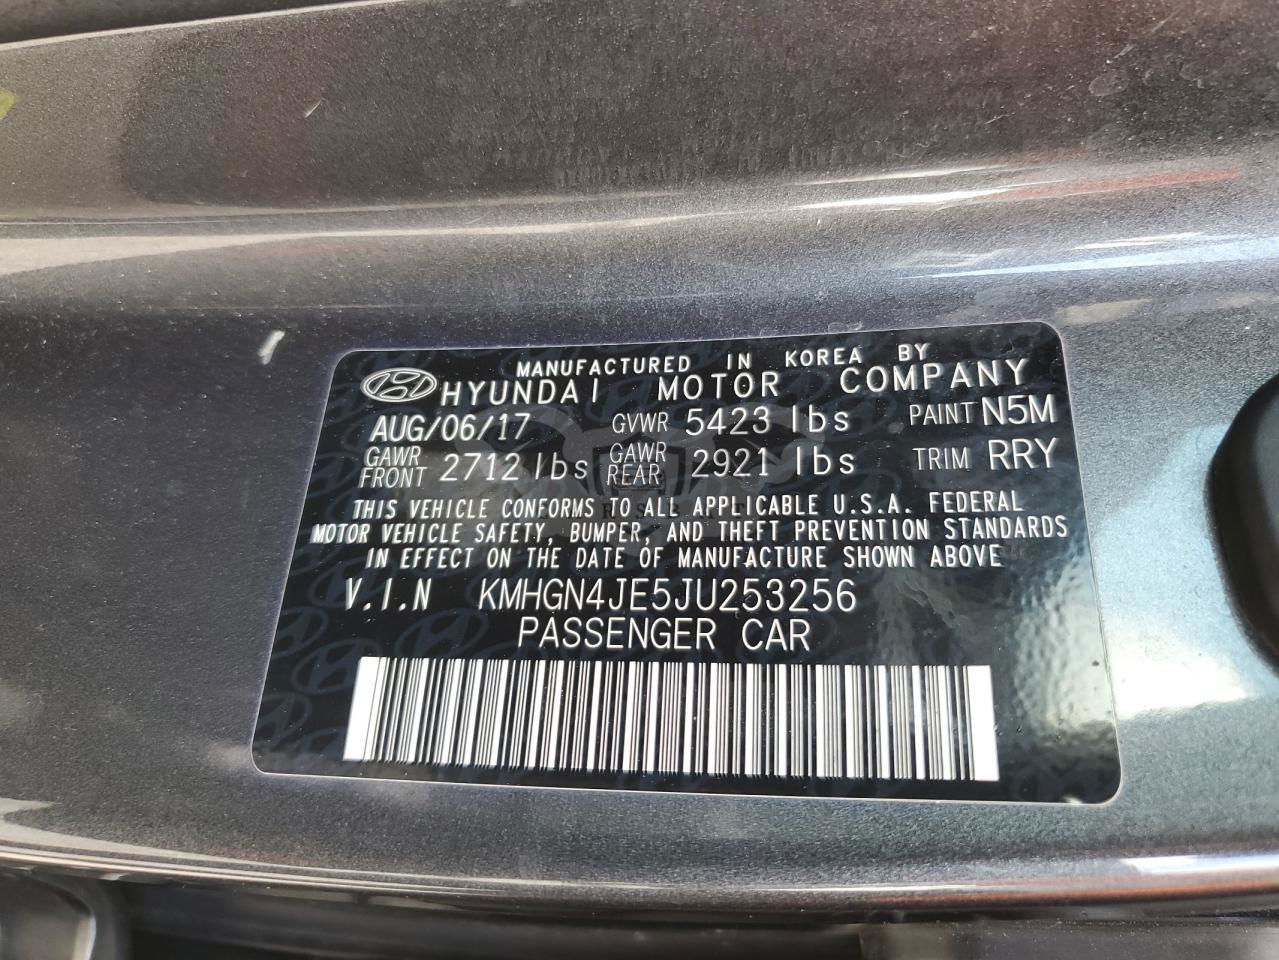 MANUFACTURED IN KOREA BY
HYUNDAI MOTOR COMPANY
AUG/06/17 GVWR 5423 lbs PAINT N5M
GAWR FRONT 2712 lbs GAWR REAR 2921 lbs TRIM RRY
THIS VEHICLE CONFORMS TO ALL APPLICABLE U.S.A. FEDERAL
MOTOR VEHICLE SAFETY, BUMPER, AND THEFT PREVENTION STANDARDS
IN EFFECT ON THE DATE OF MANUFACTURE SHOWN ABOVE
V.I.N KMHGN4JE5JU253256
PASSENGER CAR